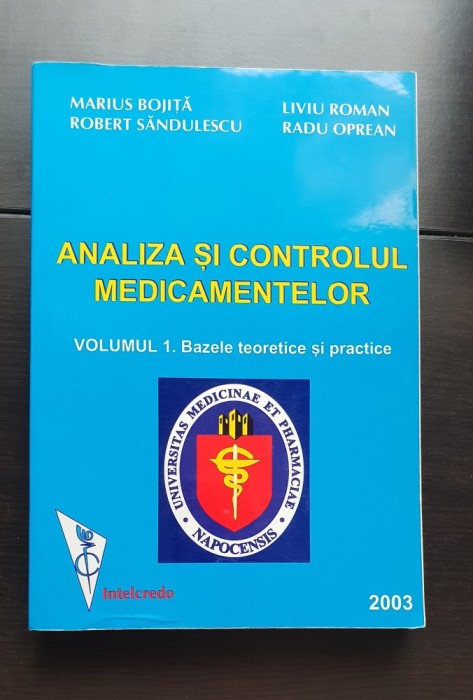 MARIUS BOJIȚĂ LIVIU ROMAN
ROBERT SĂNDULESCU RADU OPREAN
ANALIZA ȘI CONTROLUL
MEDICAMENTELOR
VOLUMUL 1. Bazele teoretice și practice
UNIVERSITAS MEDICINAE ET PHARMACIAE
NAPOCENSIS
Intelcredo
2003